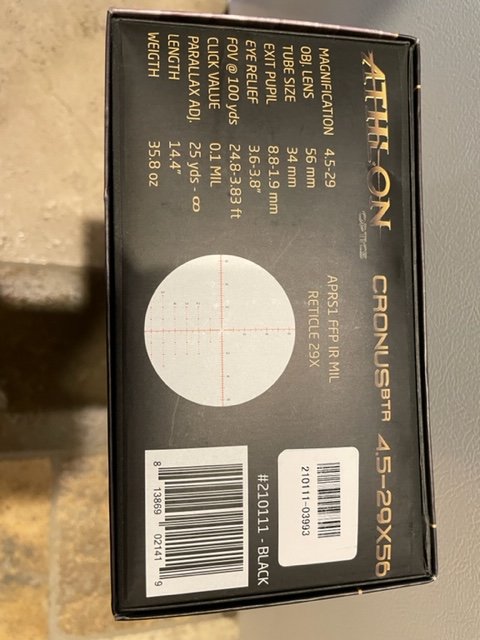 ATHLON
OPTICS
CRONUS BTR 4.5-29X56
MAGNIFICATION 4.5-29
OBJ. LENS 56 mm
TUBE SIZE 34 mm
EXIT PUPIL 8.8-1.9 mm
EYE RELIEF 3.6-3.8"
FOV @ 100 yds 24.8-3.83 ft
CLICK VALUE 0.1 MIL
PARALLAX ADJ. 25 yds - ∞
LENGTH 14.4"
WEIGTH 35.8 oz
APRS1 FFP IR MIL
RETICLE 29X
210111-03993
#210111 - BLACK
8 13869 02141 9